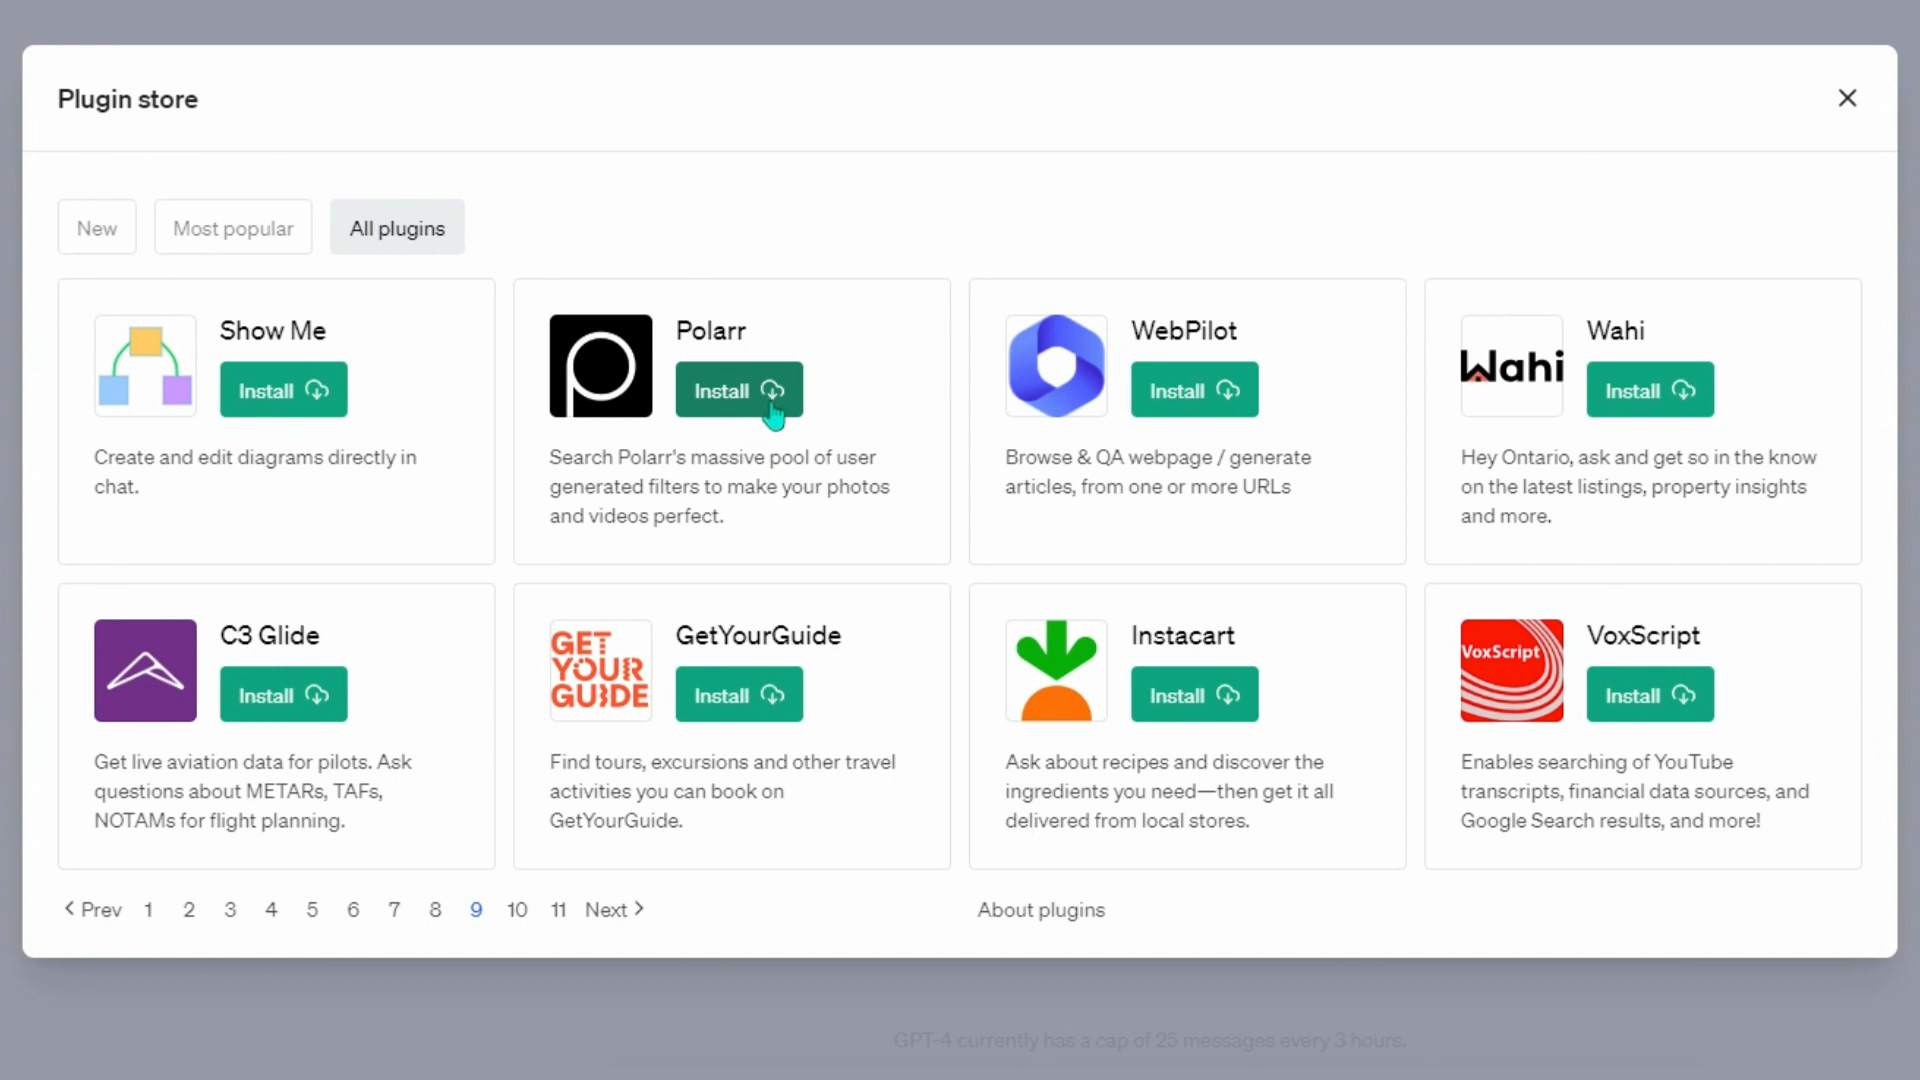 Plugin store
New
Most popular
All plugins
Show Me
Install
Create and edit diagrams directly in
chat.
Polarr
Install
Search Polarr's massive pool of user
generated filters to make your photos
and videos perfect.
WebPilot
Install
Browse & QA webpage / generate
articles, from one or more URLs
Wahi
Wahi
Install
Hey Ontario, ask and get so in the know
on the latest listings, property insights
and more.
C3 Glide
Install
Get live aviation data for pilots. Ask
questions about METARs, TAFs,
NOTAMs for flight planning.
GET
YOUR
GUIDE
GetYourGuide
Install
Find tours, excursions and other travel
activities you can book on
GetYourGuide.
Instacart
Install
Ask about recipes and discover the
ingredients you need—then get it all
delivered from local stores.
VoxScript
VoxScript
Install
Enables searching of YouTube
transcripts, financial data sources, and
Google Search results, and more!
Prev 1 2 3 4 5 6 7 8 9 10 11 Next
About plugins
GPT-4 currently has a cap of 25 messages every 3 hours.